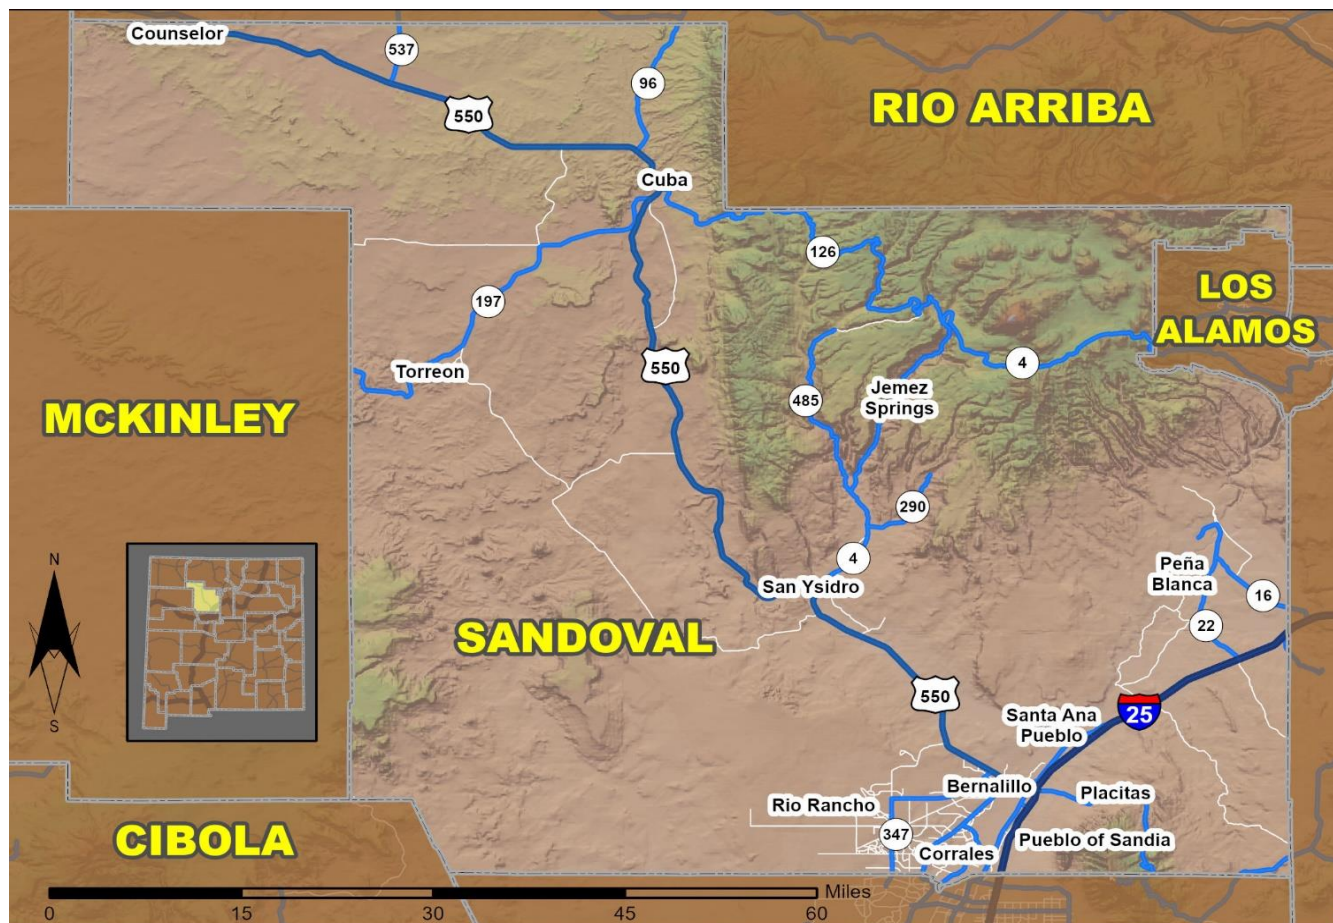 Counselor
537
96
550
RIO ARRIBA
Cuba
126
LOS
ALAMOS
197
550
4
Torreon
Jemez
Springs
485
MCKINLEY
290
4
N
San Ysidro
Peña
Blanca
16
22
SANDOVAL
S
550
Santa Ana
Pueblo
25
Bernalillo
Placitas
Rio Rancho
347
Pueblo of Sandia
Corrales
CIBOLA
Miles
0 15 30 45 60